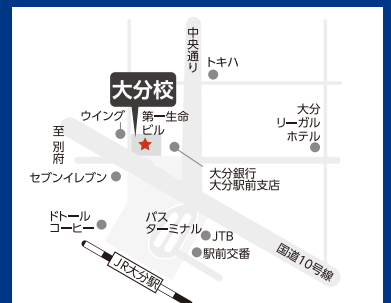 中央通り
トキハ
大分校
ウイング
第一生命
ビル
大分
リーガル
ホテル
至
別府
大分銀行
大分駅前支店
セブンイレブン
ドトール
コーヒー
バス
ターミナル
JTB
駅前交番
国道10号線
JR大分駅